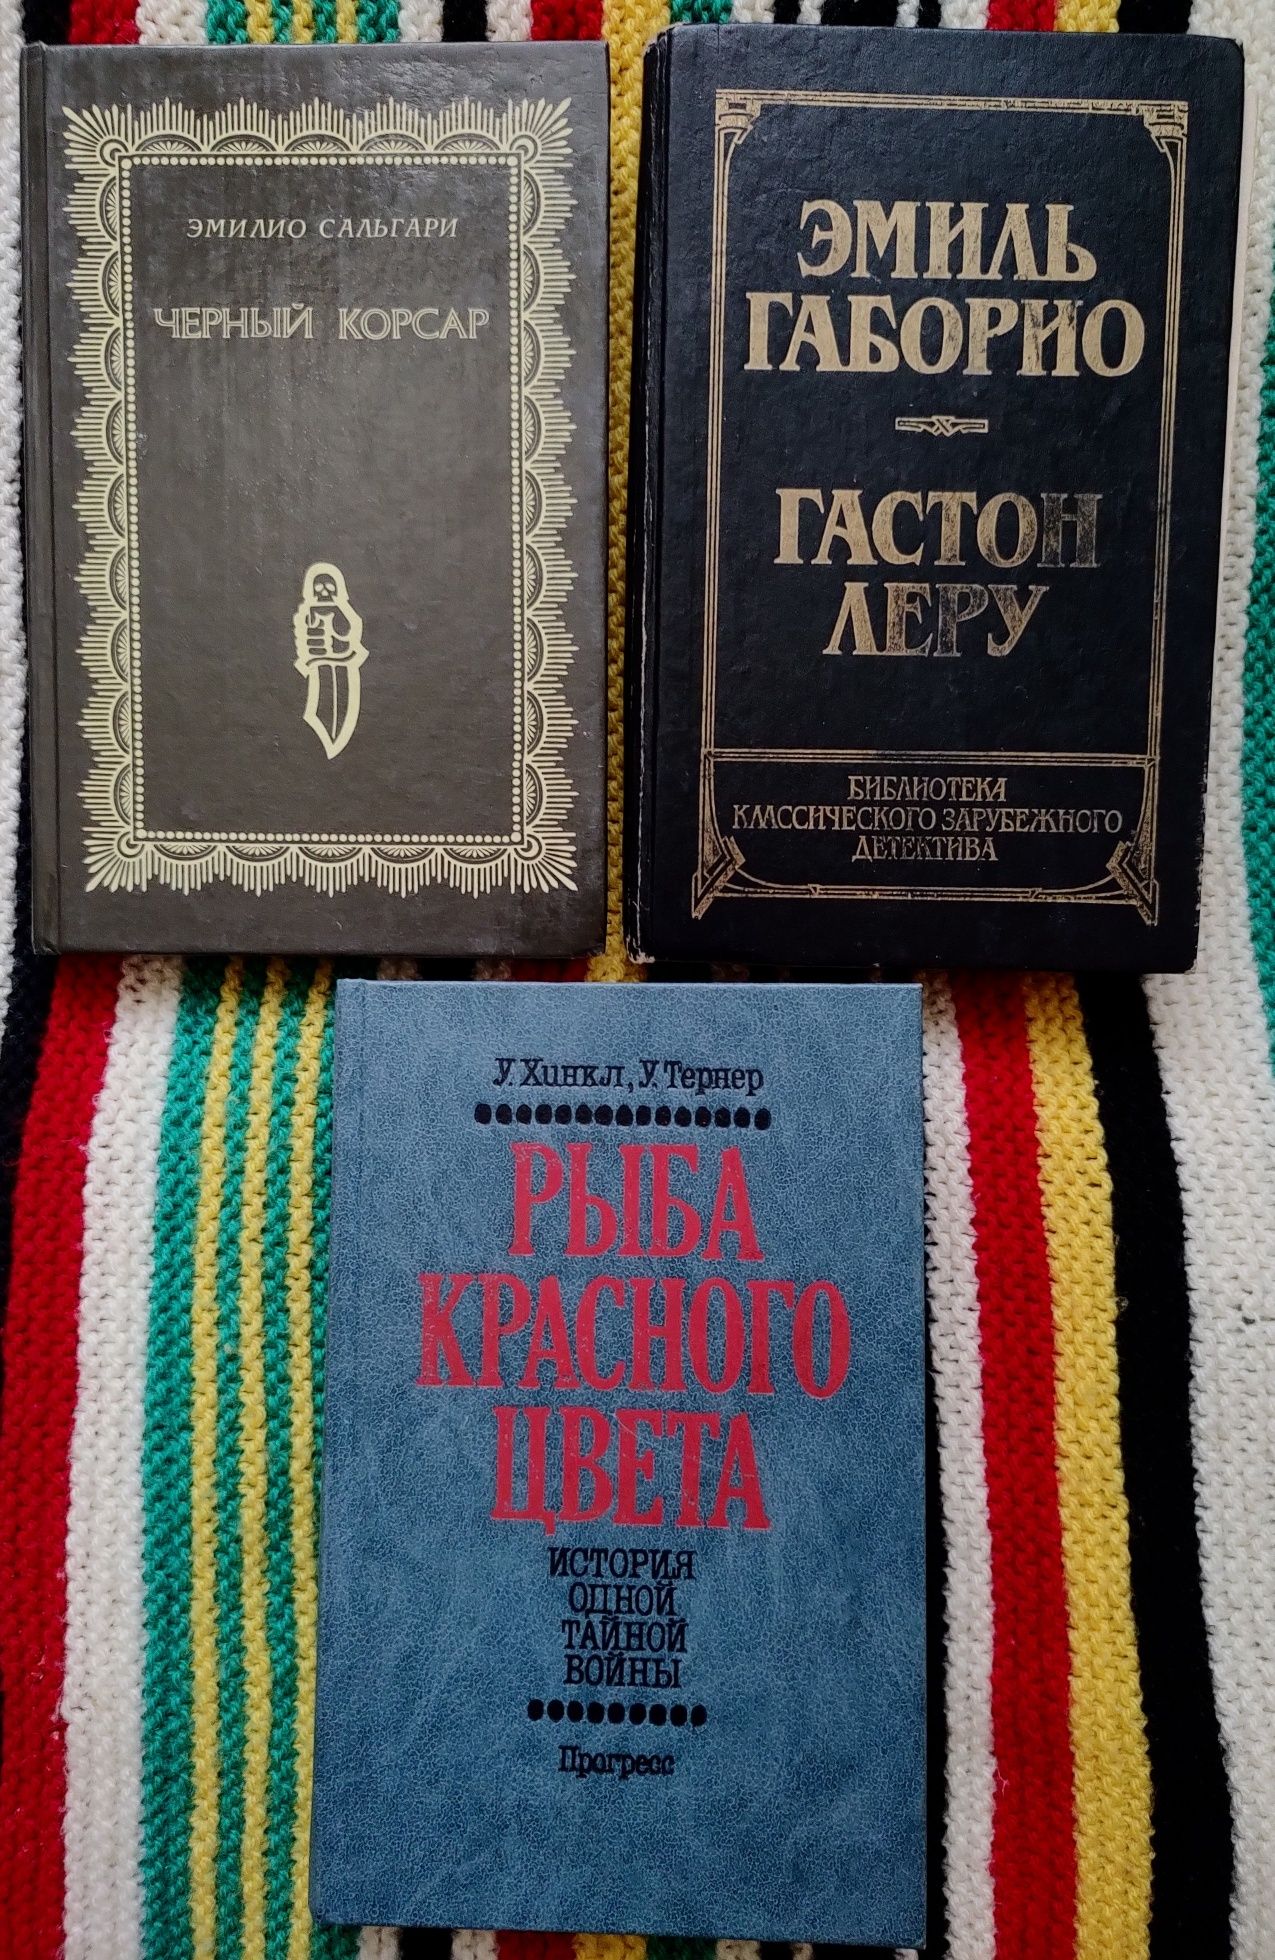 ЭМИЛИО САЛЬГАРИ
ЧЕРНЫЙ КОРСАР
ЭМИЛЬ
ГАБОРИО
ГАСТОН
ЛЕРУ
БИБЛИОТЕКА
КЛАССИЧЕСКОГО ЗАРУБЕЖНОГО
ДЕТЕКТИВА
У. Хинкл, У. Тернер
РЫБА
КРАСНОГО
ЦВЕТА
ИСТОРИЯ
ОДНОЙ
ТАЙНОЙ
ВОЙНЫ
Прогресс